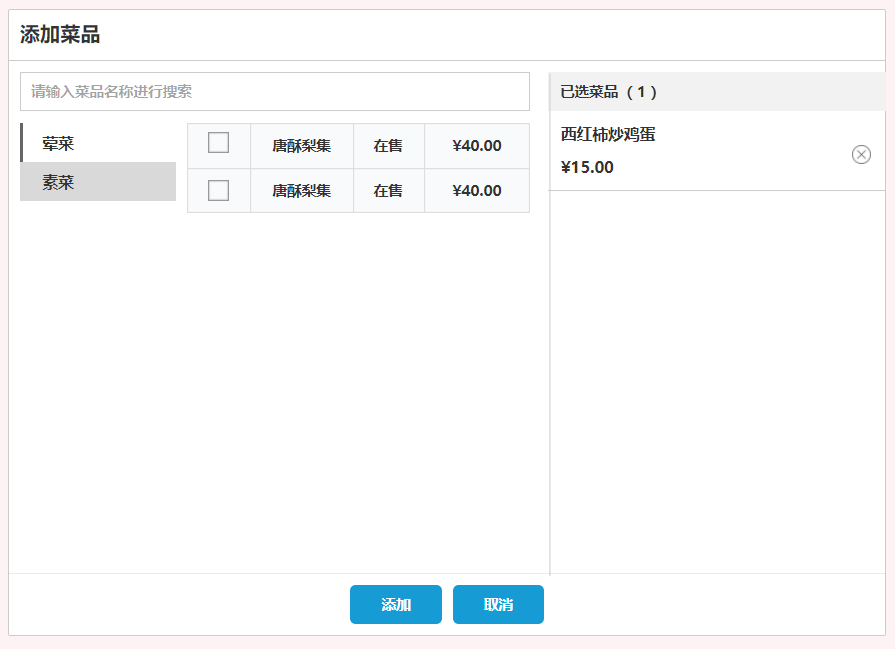 添加菜品
请输入菜品名称进行搜索
荤菜
素菜
唐酥梨集 在售 ¥40.00
唐酥梨集 在售 ¥40.00
已选菜品（1）
西红柿炒鸡蛋
¥15.00
添加 取消